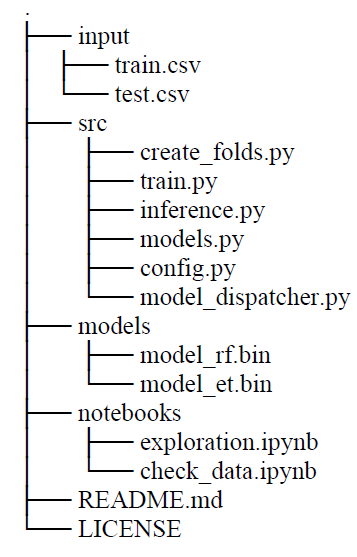 .
├── input
│   ├── train.csv
│   └── test.csv
├── src
│   ├── create_folds.py
│   ├── train.py
│   ├── inference.py
│   ├── models.py
│   ├── config.py
│   └── model_dispatcher.py
├── models
│   ├── model_rf.bin
│   └── model_et.bin
├── notebooks
│   ├── exploration.ipynb
│   └── check_data.ipynb
├── README.md
└── LICENSE